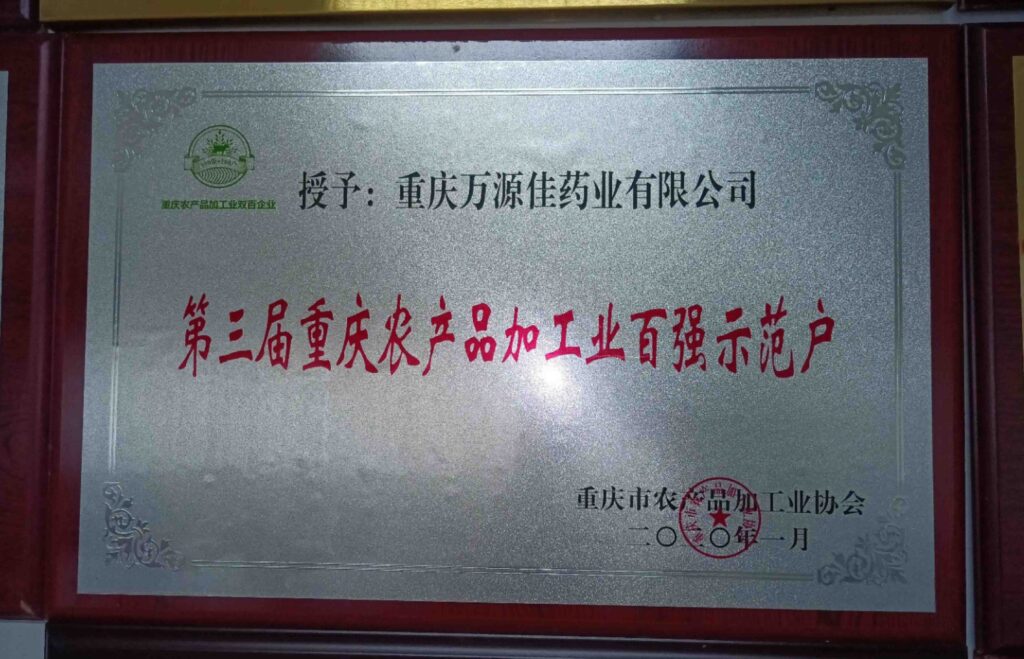 重庆农产品加工业双百企业
授予：重庆万源佳药业有限公司
第三届重庆农产品加工业百强示范户
重庆市农产品加工业协会
二〇二〇年一月